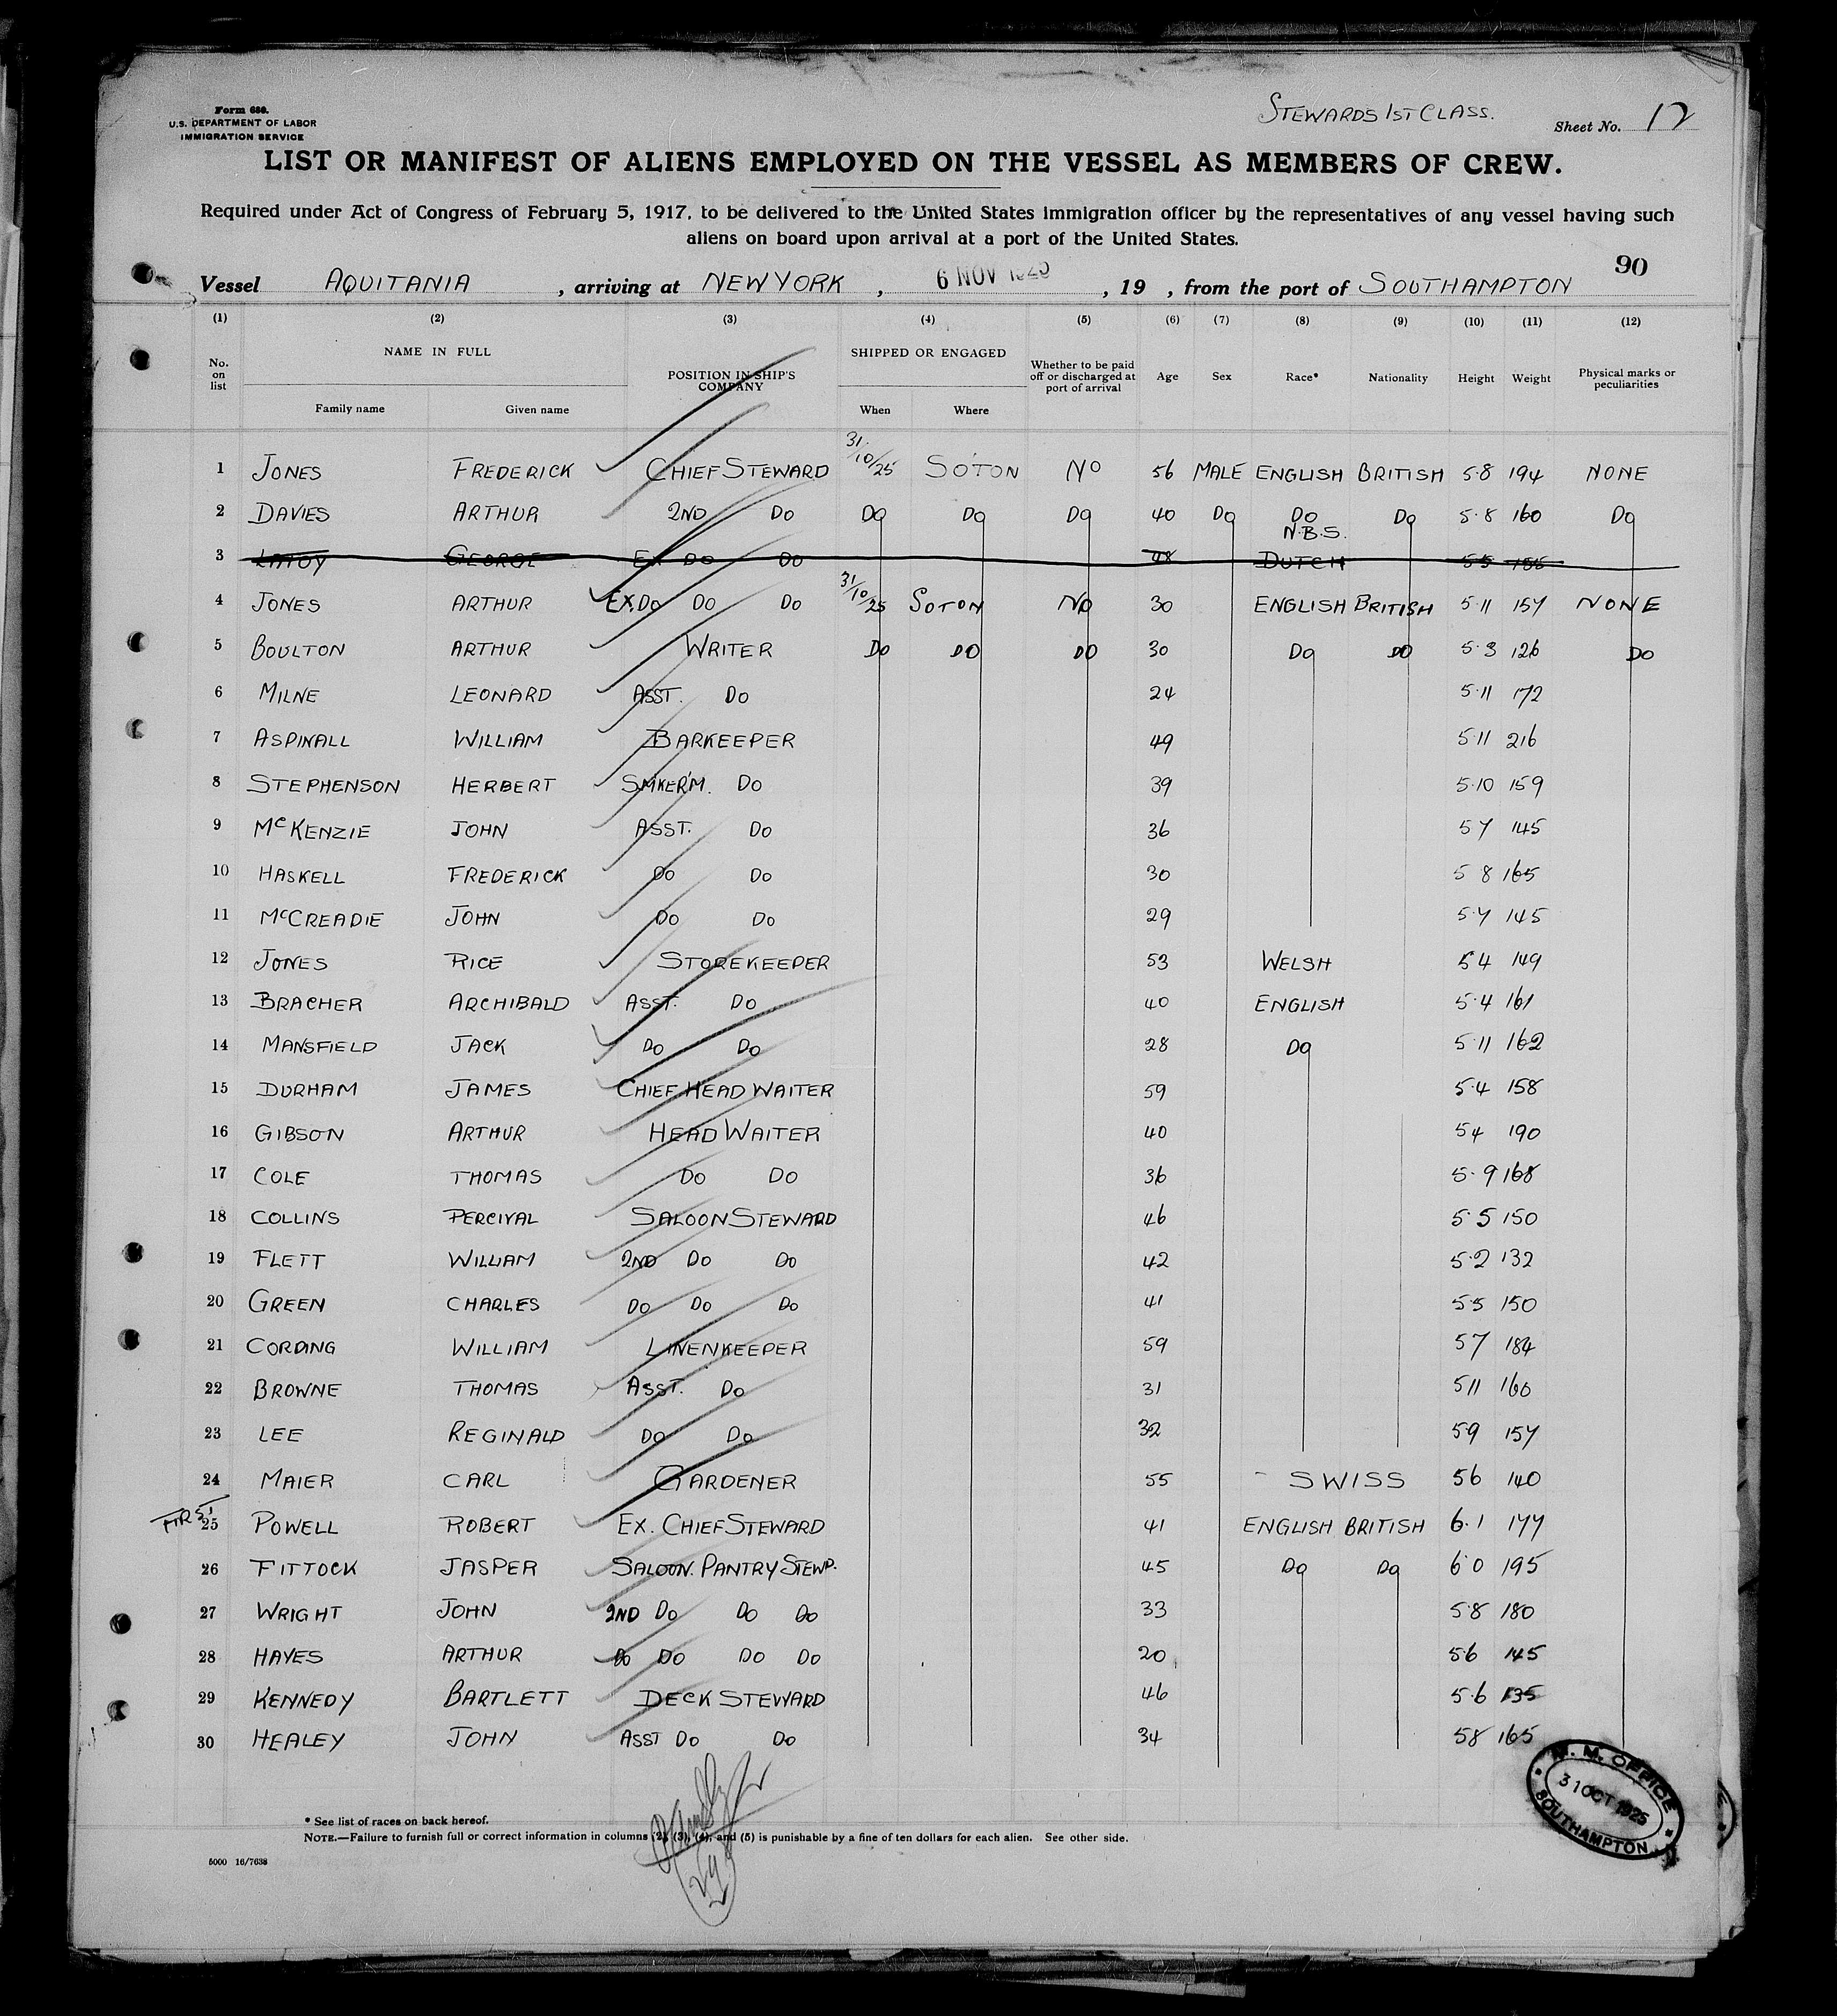 Form 680.
U.S. DEPARTMENT OF LABOR
IMMIGRATION SERVICE
STEWARDS 1ST CLASS.
Sheet No. 12
LIST OR MANIFEST OF ALIENS EMPLOYED ON THE VESSEL AS MEMBERS OF CREW.
Required under Act of Congress of February 5, 1917, to be delivered to the United States immigration officer by the representatives of any vessel having such
aliens on board upon arrival at a port of the United States.
90
Vessel AQUITANIA , arriving at NEW YORK , 6 NOV 1925 , 19 , from the port of SOUTHAMPTON
(1) (2) (3) (4) (5) (6) (7) (8) (9) (10) (11) (12)
No. on list NAME IN FULL Family name Given name POSITION IN SHIP'S COMPANY SHIPPED OR ENGAGED When Where Whether to be paid off or discharged at port of arrival Age Sex Race* Nationality Height Weight Physical marks or peculiarities
1 JONES FREDERICK CHIEF STEWARD 31/10/25 SOTON NO 56 MALE ENGLISH BRITISH 5·8 194 NONE
2 DAVIES ARTHUR 2ND DO DO DO DO 40 DO DO DO 5·8 160 DO
N.B.S.
3 GEORGE EX DO DO 48 DUTCH 5·5
4 JONES ARTHUR EX.DO DO DO 31/10/25 SOTON NO 30 ENGLISH BRITISH 5·11 157 NONE
5 BOULTON ARTHUR WRITER DO DO DO 30 DO DO 5·3 126 DO
6 MILNE LEONARD ASST. DO 24 5·11 172
7 ASPINALL WILLIAM BARKEEPER 49 5·11 216
8 STEPHENSON HERBERT SMKER'M. DO 39 5·10 159
9 McKENZIE JOHN ASST. DO 36 5 7 145
10 HASKELL FREDERICK DO DO 30 5 8 165
11 McCREADIE JOHN DO DO 29 5·7 145
12 JONES RICE STOREKEEPER 53 WELSH 5 4 149
13 BRACHER ARCHIBALD ASST. DO 40 ENGLISH 5·4 161
14 MANSFIELD JACK DO DO 28 DO 5·11 162
15 DURHAM JAMES CHIEF HEAD WAITER 59 5·4 158
16 GIBSON ARTHUR HEAD WAITER 40 5 4 190
17 COLE THOMAS DO DO 36 5·9 168
18 COLLINS PERCIVAL SALOON STEWARD 46 5·5 150
19 FLETT WILLIAM 2ND DO DO 42 5·2 132
20 GREEN CHARLES DO DO DO 41 5·5 150
21 CORDING WILLIAM LINENKEEPER 59 5 7 184
22 BROWNE THOMAS ASST. DO 31 5 11 160
23 LEE REGINALD DO DO 32 5·9 157
24 MAIER CARL GARDENER 55 SWISS 5 6 140
FIRST
25 POWELL ROBERT EX. CHIEF STEWARD 41 ENGLISH BRITISH 6·1 177
26 FITTOCK JASPER SALOON. PANTRY STEWD. 45 DO DO 6·0 195
27 WRIGHT JOHN 2ND DO DO DO 33 5·8 180
28 HAYES ARTHUR DO DO DO DO 20 5·6 145
29 KENNEDY BARTLETT DECK STEWARD 46 5·6 135
30 HEALEY JOHN ASST DO DO 34 5 8 165
M. M. OFFICE
31 OCT 1925
SOUTHAMPTON
* See list of races on back hereof.
NOTE.—Failure to furnish full or correct information in columns (2), (3), (4), and (5) is punishable by a fine of ten dollars for each alien. See other side.
5000 16/7638